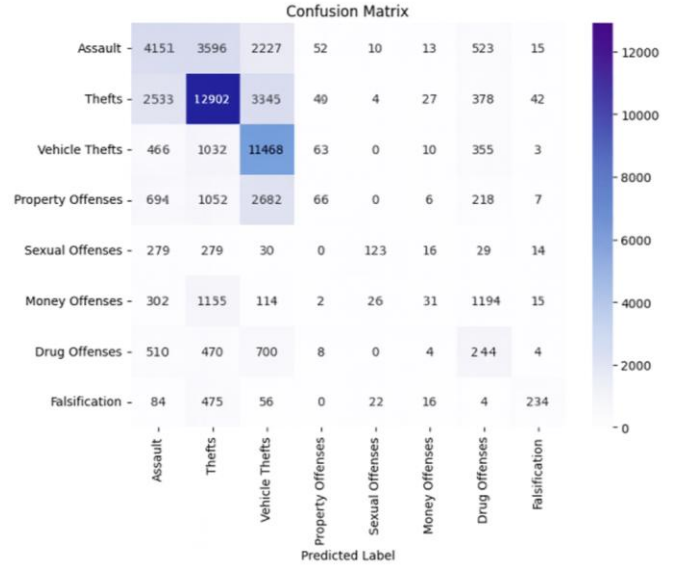 Confusion Matrix
Assault - 4151 3596 2227 52 10 13 523 15
Thefts - 2533 12902 3345 49 4 27 378 42
Vehicle Thefts - 466 1032 11468 63 0 10 355 3
Property Offenses - 694 1052 2682 66 0 6 218 7
Sexual Offenses - 279 279 30 0 123 16 29 14
Money Offenses - 302 1155 114 2 26 31 1194 15
Drug Offenses - 510 470 700 8 0 4 244 4
Falsification - 84 475 56 0 22 16 4 234
Assault Thefts Vehicle Thefts Property Offenses Sexual Offenses Money Offenses Drug Offenses Falsification
Predicted Label
12000
10000
8000
6000
4000
2000
0